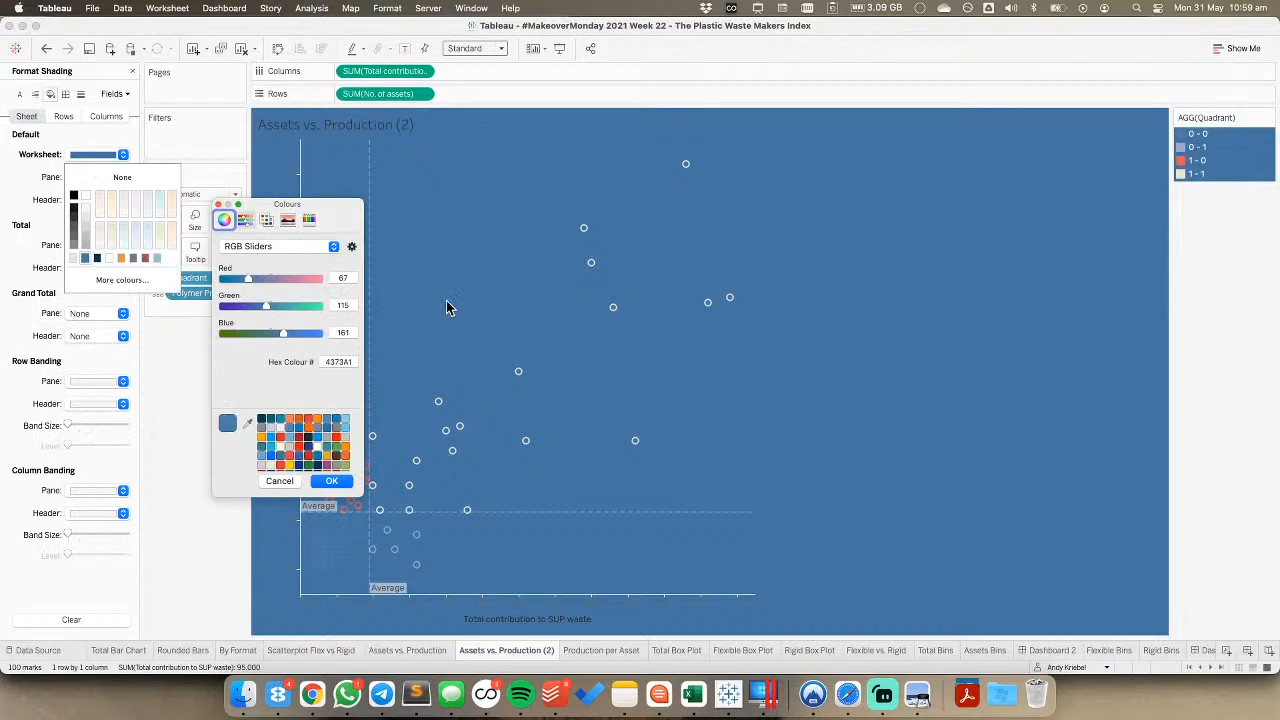 Tableau
File
Data
Worksheet
Dashboard
Story
Analysis
Map
Format
Server
Window
Help
3.09 GB
Mon 31 May 10:59 am
Tableau - #MakeoverMonday 2021 Week 22 - The Plastic Waste Makers Index
Standard
Show Me
Format Shading
Pages
Columns
SUM(Total contributio..
Fields
Rows
SUM(No. of assets)
Sheet
Rows
Columns
Filters
Default
Assets vs. Production (2)
AGG(Quadrant)
0 - 0
0 - 1
1 - 0
1 - 1
Worksheet:
None
Pane:
Header:
Total
Pane:
Header:
More colours...
omatic
Size
Tooltip
Quadrant
Polymer P
Colours
RGB Sliders
Red
67
Green
115
Blue
161
Hex Colour #
4373A1
Cancel
OK
Grand Total
Pane:
None
Header:
None
Row Banding
Pane:
Header:
Band Size:
Level:
Column Banding
Pane:
Header:
Band Size:
Level:
Clear
Average
Average
Total contribution to SUP waste
Data Source
Total Bar Chart
Rounded Bars
By Format
Scatterplot Flex vs Rigid
Assets vs. Production
Assets vs. Production (2)
Production per Asset
Total Box Plot
Flexible Box Plot
Rigid Box Plot
Flexible vs. Rigid
Total Bins
Assets Bins
Dashboard 2
Flexible Bins
Rigid Bins
Das
100 marks
1 row by 1 column
SUM(Total contribution to SUP waste): 95.000
Andy Kriebel